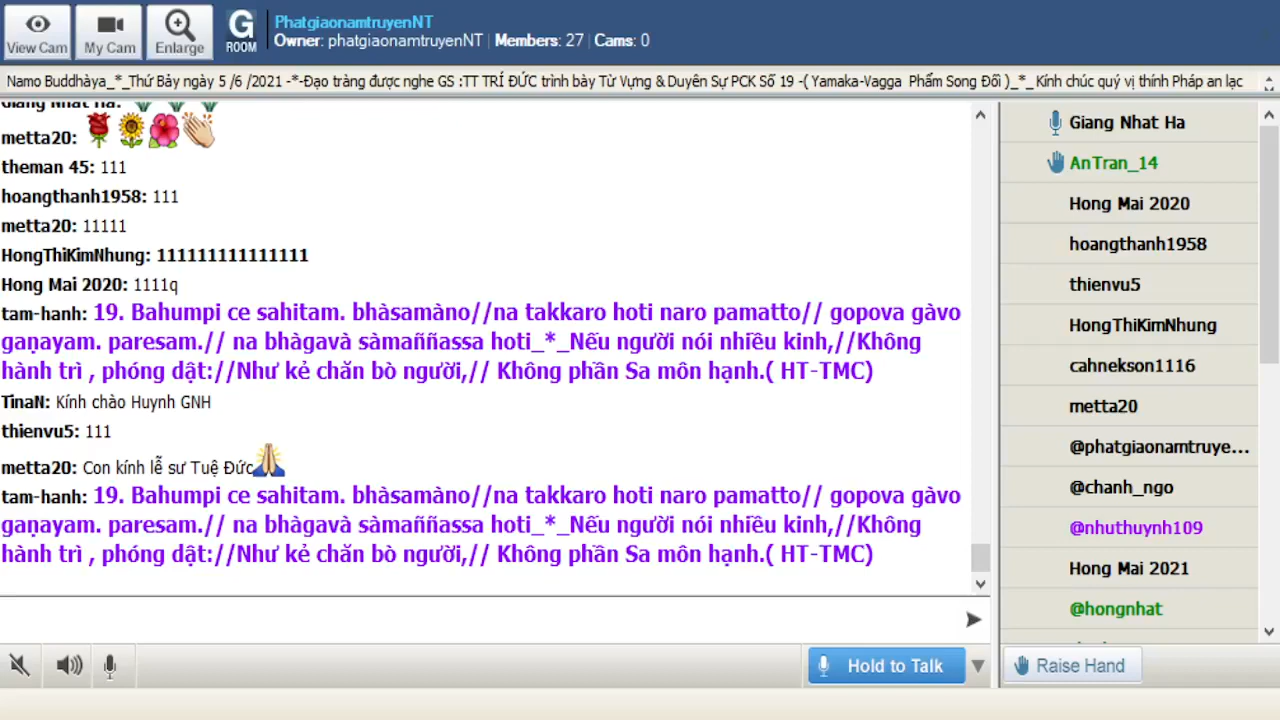 View Cam
My Cam
Enlarge
G
ROOM
PhatgiaonamtruyenNT
Owner: phatgiaonamtruyenNT | Members: 27 | Cams: 0
Namo Buddhàya_*_Thứ Bảy ngày 5 /6 /2021 -*-Đạo tràng được nghe GS :TT TRÍ ĐỨC trình bày Từ Vựng & Duyên Sự PCK Số 19 -( Yamaka-Vagga Phẩm Song Đối )_*_ Kính chúc quý vị thính Pháp an lạc
Giang Nhat Ha:
metta20:
theman 45: 111
hoangthanh1958: 111
metta20: 11111
HongThiKimNhung: 111111111111111
Hong Mai 2020: 1111q
tam-hanh: 19. Bahumpi ce sahitam. bhàsamàno//na takkaro hoti naro pamatto// gopova gàvo
gaṇayam. paresam.// na bhàgavà sàmaññassa hoti_*_Nếu người nói nhiều kinh,//Không
hành trì , phóng dật://Như kẻ chăn bò người,// Không phần Sa môn hạnh.( HT-TMC)
TinaN: Kính chào Huynh GNH
thienvu5: 111
metta20: Con kính lễ sư Tuệ Đức
tam-hanh: 19. Bahumpi ce sahitam. bhàsamàno//na takkaro hoti naro pamatto// gopova gàvo
gaṇayam. paresam.// na bhàgavà sàmaññassa hoti_*_Nếu người nói nhiều kinh,//Không
hành trì , phóng dật://Như kẻ chăn bò người,// Không phần Sa môn hạnh.( HT-TMC)
Hold to Talk
Giang Nhat Ha
AnTran_14
Hong Mai 2020
hoangthanh1958
thienvu5
HongThiKimNhung
cahnekson1116
metta20
@phatgiaonamtruye...
@chanh_ngo
@nhuthuynh109
Hong Mai 2021
@hongnhat
Raise Hand